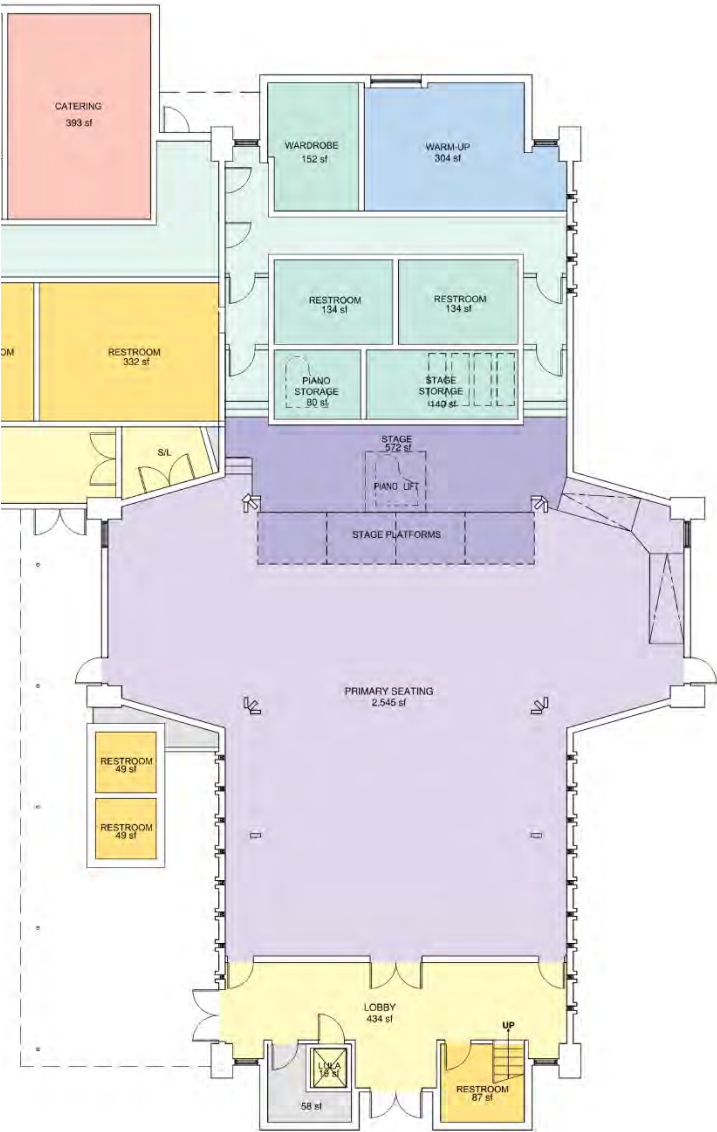 CATERING
393 sf
WARDROBE
152 sf
WARM-UP
304 sf
RESTROOM
134 sf
RESTROOM
134 sf
OM
RESTROOM
332 sf
PIANO
STORAGE
80 sf
STAGE
STORAGE
140 sf
S/L
STAGE
572 sf
PIANO LIFT
STAGE PLATFORMS
PRIMARY SEATING
2,545 sf
RESTROOM
49 sf
RESTROOM
49 sf
LOBBY
434 sf
UP
LULA
19 sf
58 sf
RESTROOM
87 sf